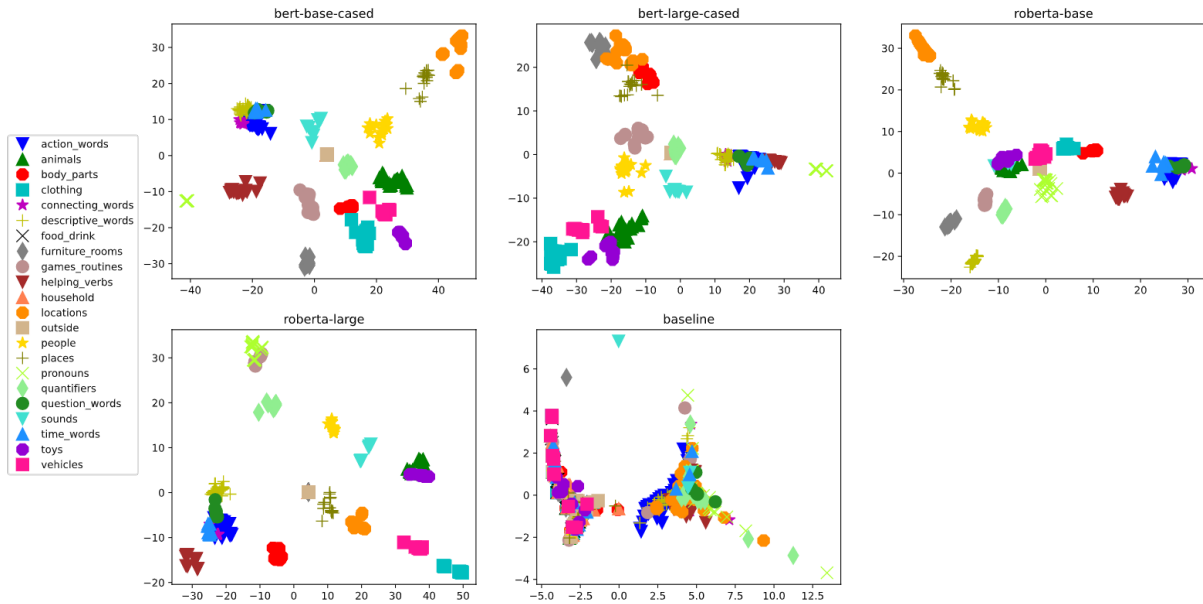 bert-base-cased
30
20
10
0
−10
−20
−30
−40
−20
0
20
40
bert-large-cased
20
10
0
−10
−20
−40
−30
−20
−10
0
10
20
30
40
roberta-base
30
20
10
0
−10
−20
−30
−20
−10
0
10
20
30
action_words
animals
body_parts
clothing
connecting_words
descriptive_words
food_drink
furniture_rooms
games_routines
helping_verbs
household
locations
outside
people
places
pronouns
quantifiers
question_words
sounds
time_words
toys
vehicles
roberta-large
30
20
10
0
−10
−20
−30
−20
−10
0
10
20
30
40
50
baseline
6
4
2
0
−2
−4
−5.0
−2.5
0.0
2.5
5.0
7.5
10.0
12.5